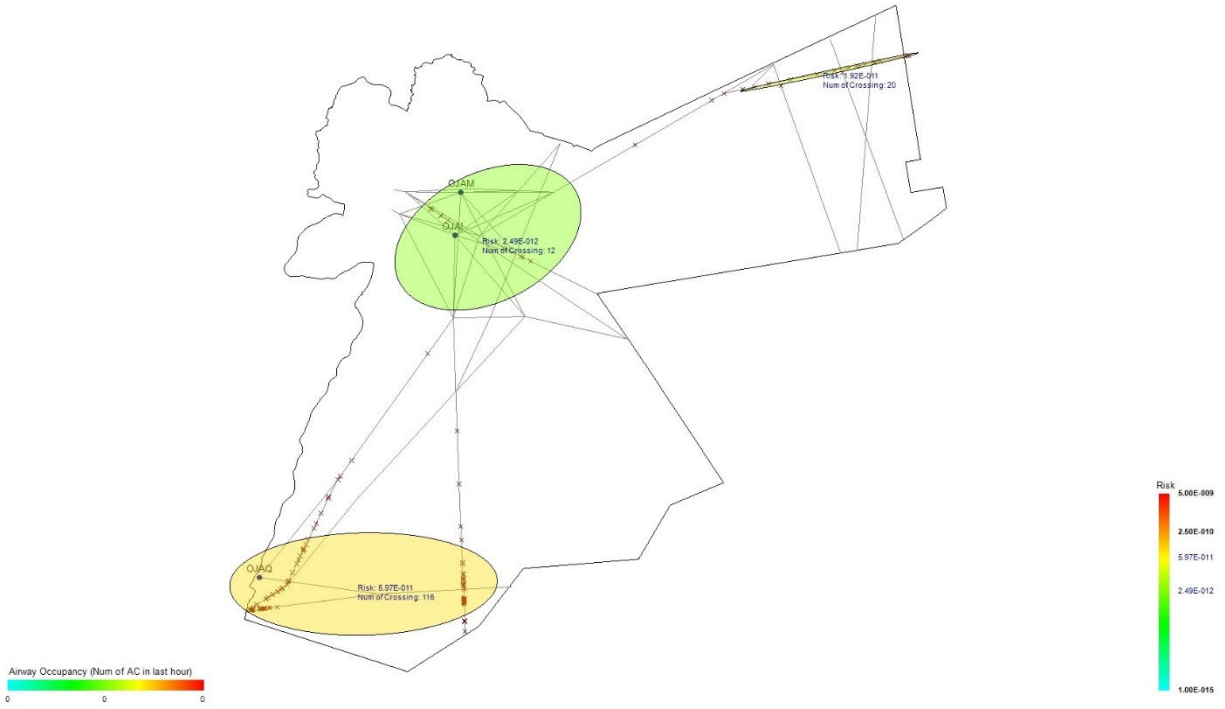 Risk: 1.92E-011
Num of Crossing: 20
OJAM
OJAI
Risk: 2.49E-012
Num of Crossing: 12
OJAQ
Risk: 5.97E-011
Num of Crossing: 116
Airway Occupancy (Num of AC in last hour)
0 0 0
Risk
5.00E-009
2.50E-010
5.97E-011
2.49E-012
1.00E-015